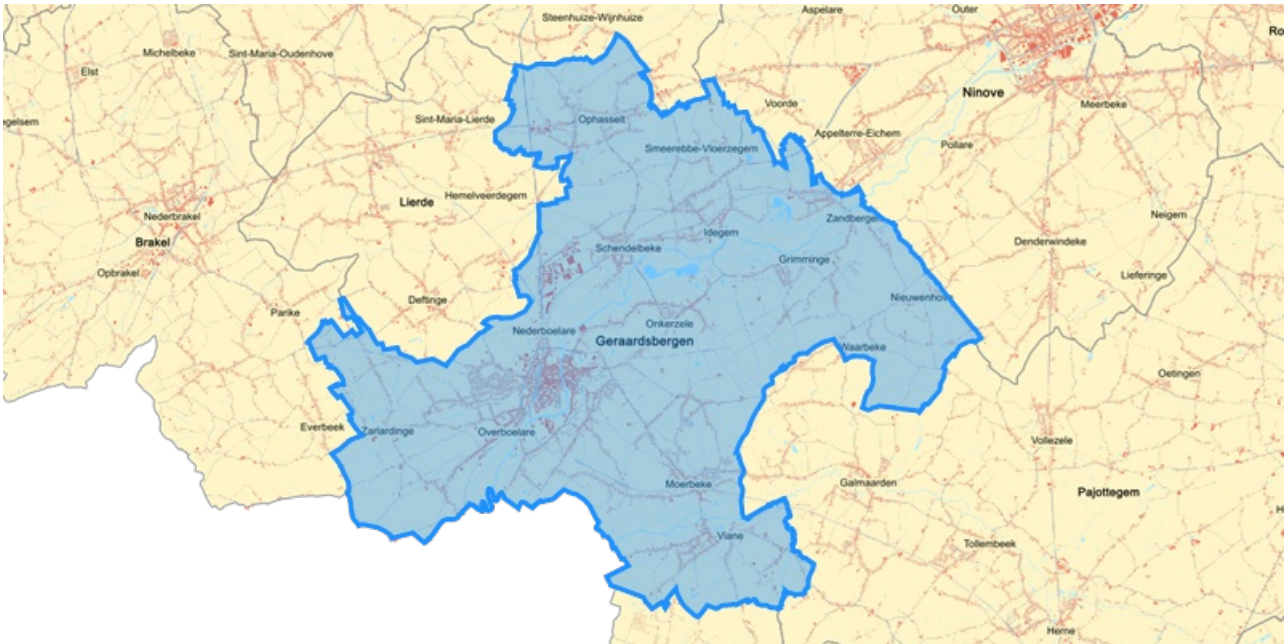 Steenhuize-Wijnhuize
Aspelare
Outer
Ro
Michelbeke
Sint-Maria-Oudenhove
Elst
Ninove
Voorde
Meerbeke
egelsem
Sint-Maria-Lierde
Ophasselt
Appelterre-Eichem
Smeerebbe-Vloerzegem
Pollare
Hemelveerdegem
Lierde
Nederbrakel
Zandbergen
Neigem
Idegem
Brakel
Schendelbeke
Denderwindeke
Grimminge
Opbrakel
Lieferinge
Deftinge
Nieuwenhove
Parike
Onkerzele
Nederboelare
Geraardsbergen
Waarbeke
Oetingen
Everbeek
Zarlardinge
Overboelare
Vollezele
Moerbeke
Galmaarden
Pajottegem
H
Viane
Tollembeek
Herne